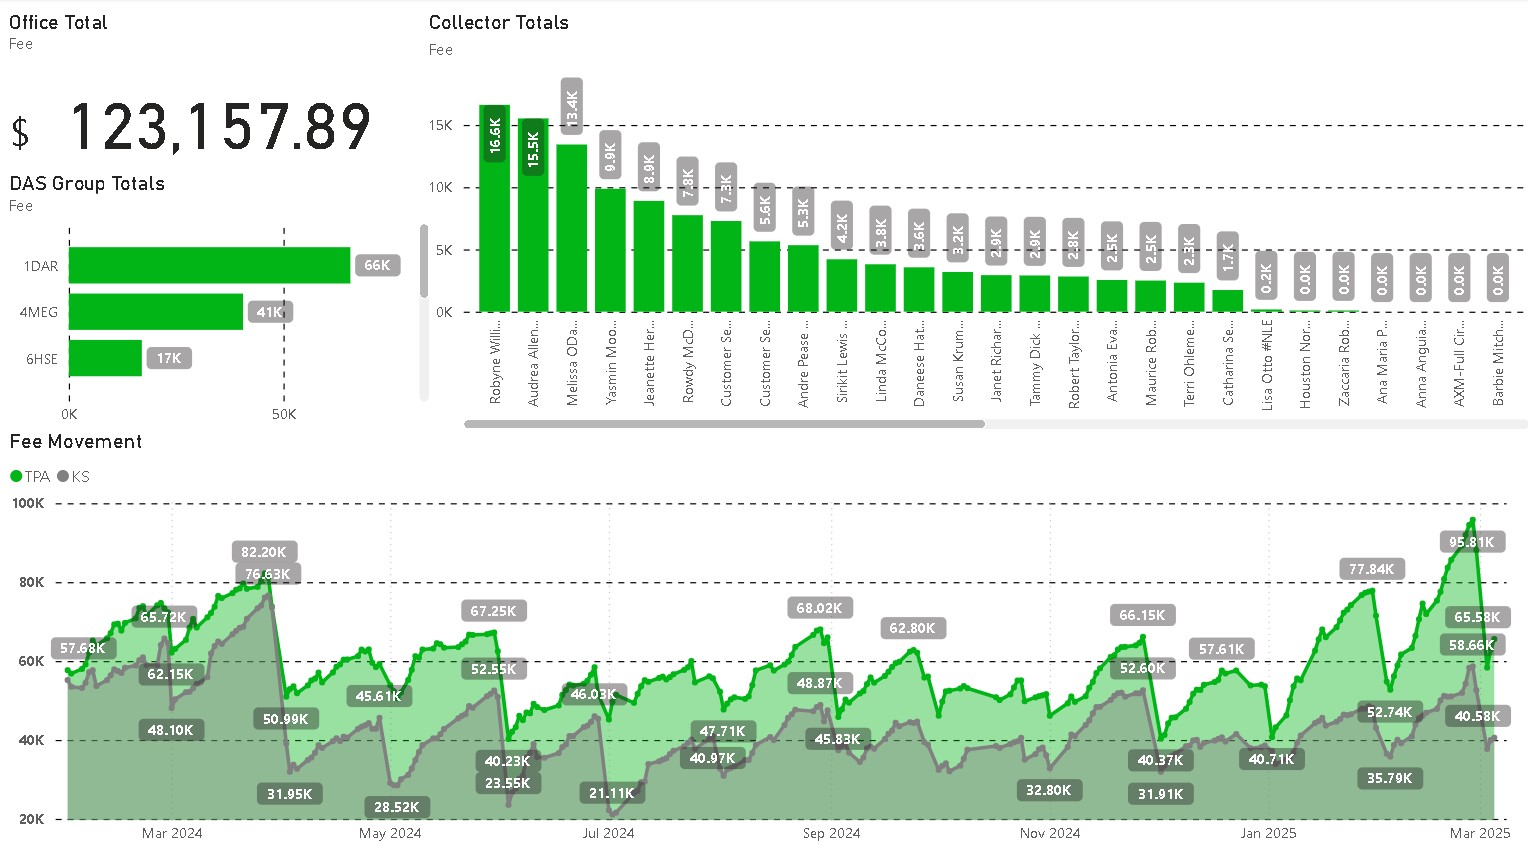 Office Total
Fee
$ 123,157.89
DAS Group Totals
Fee
1DAR
66K
4MEG
41K
6HSE
17K
0K 50K
Collector Totals
Fee
15K
10K
5K
0K
16.6K
15.5K
13.4K
9.9K
8.9K
7.8K
7.3K
5.6K
5.3K
4.2K
3.8K
3.6K
3.2K
2.9K
2.9K
2.8K
2.5K
2.5K
2.3K
1.7K
0.2K
0.0K
0.0K
0.0K
0.0K
0.0K
0.0K
Robyne Willi...
Audrea Allen...
Melissa ODa...
Yasmin Moo...
Jeanette Her...
Rowdy McD...
Customer Se...
Customer Se...
Andre Pease ...
Sirikit Lewis ...
Linda McCo...
Daneese Hat...
Susan Krum...
Janet Richar...
Tammy Dick ...
Robert Taylor...
Antonia Eva...
Maurice Rob...
Terri Ohleme...
Catharina Se...
Lisa Otto #NLE
Houston Nor...
Zaccaria Rob...
Ana Maria P...
Anna Anguia...
AXM-Full Cir...
Barbie Mitch...
Fee Movement
TPA KS
100K
80K
60K
40K
20K
57.68K
65.72K
62.15K
48.10K
82.20K
76.63K
50.99K
31.95K
45.61K
28.52K
67.25K
52.55K
40.23K
23.55K
46.03K
21.11K
47.71K
40.97K
68.02K
48.87K
45.83K
62.80K
32.80K
66.15K
52.60K
40.37K
31.91K
57.61K
40.71K
77.84K
52.74K
35.79K
95.81K
65.58K
58.66K
40.58K
Mar 2024 May 2024 Jul 2024 Sep 2024 Nov 2024 Jan 2025 Mar 2025